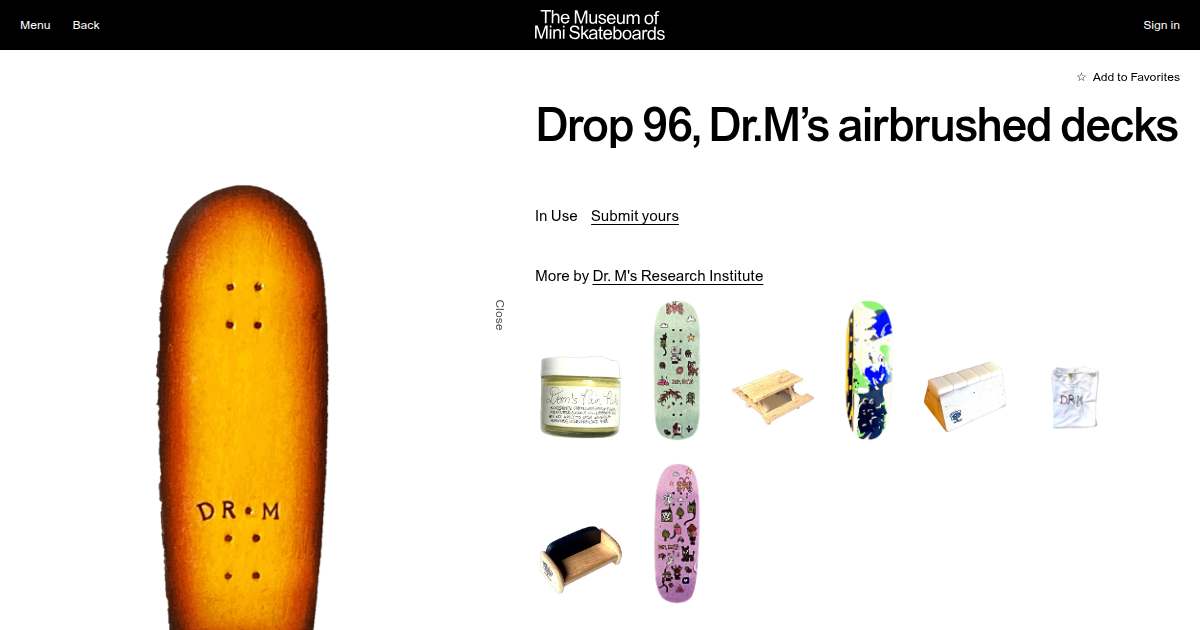 Menu
Back
The Museum of
Mini Skateboards
Sign in
☆ Add to Favorites
Drop 96, Dr.M’s airbrushed decks
In Use
Submit yours
More by Dr. M's Research Institute
Close
DR•M
DRM